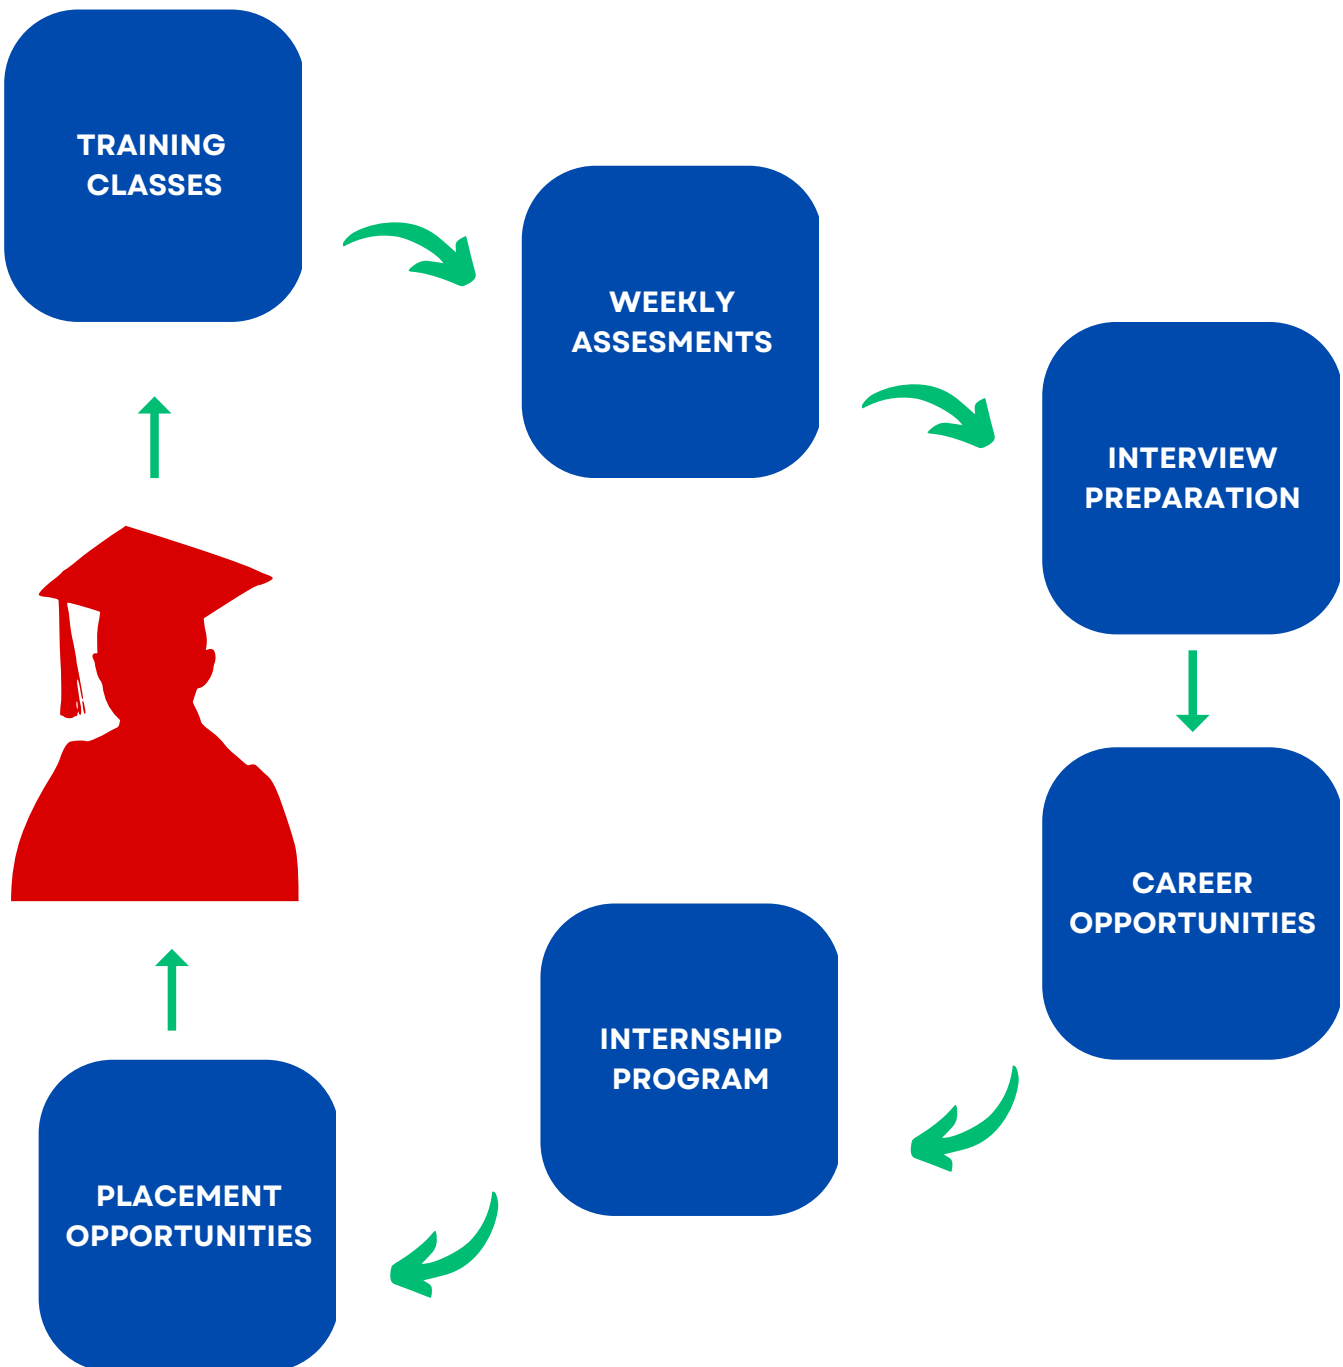 TRAINING
CLASSES
WEEKLY
ASSESMENTS
INTERVIEW
PREPARATION
CAREER
OPPORTUNITIES
INTERNSHIP
PROGRAM
PLACEMENT
OPPORTUNITIES